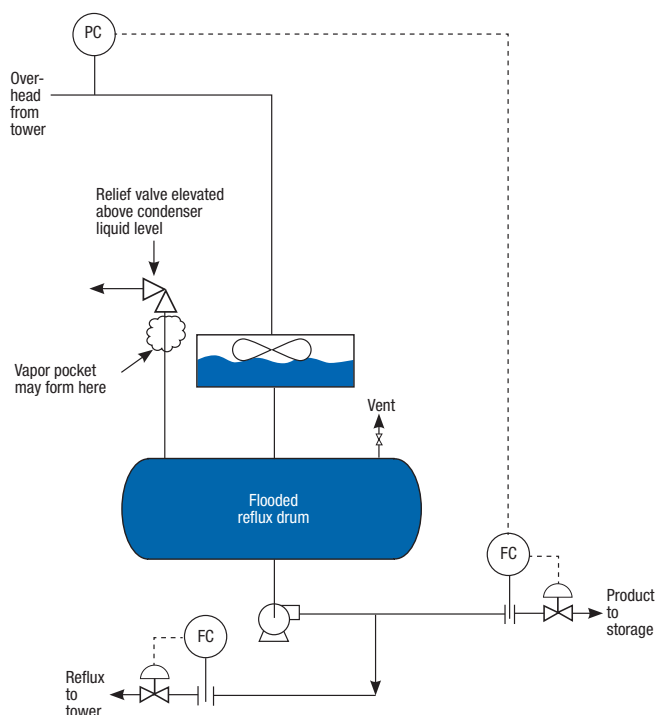 PC
Over-
head
from
tower
Relief valve elevated
above condenser
liquid level
Vapor pocket
may form here
Vent
Flooded
reflux drum
FC
Product
to
storage
FC
Reflux
to
tower